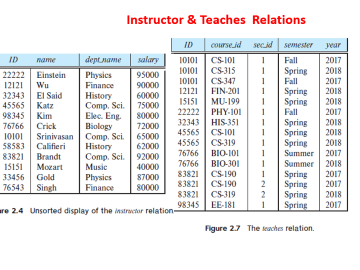 Instructor & Teaches Relations
ID name dept_name salary
22222 Einstein Physics 95000
12121 Wu Finance 90000
32343 El Said History 60000
45565 Katz Comp. Sci. 75000
98345 Kim Elec. Eng. 80000
76766 Crick Biology 72000
10101 Srinivasan Comp. Sci. 65000
58583 Califieri History 62000
83821 Brandt Comp. Sci. 92000
15151 Mozart Music 40000
33456 Gold Physics 87000
76543 Singh Finance 80000
are 2.4 Unsorted display of the instructor relation
ID course_id sec_id semester year
10101 CS-101 1 Fall 2017
10101 CS-315 1 Spring 2018
10101 CS-347 1 Fall 2017
12121 FIN-201 1 Spring 2018
15151 MU-199 1 Spring 2018
22222 PHY-101 1 Fall 2017
32343 HIS-351 1 Spring 2018
45565 CS-101 1 Spring 2018
45565 CS-319 1 Spring 2018
76766 BIO-101 1 Summer 2017
76766 BIO-301 1 Summer 2018
83821 CS-190 1 Spring 2017
83821 CS-190 2 Spring 2017
83821 CS-319 2 Spring 2018
98345 EE-181 1 Spring 2017
Figure 2.7 The teaches relation.